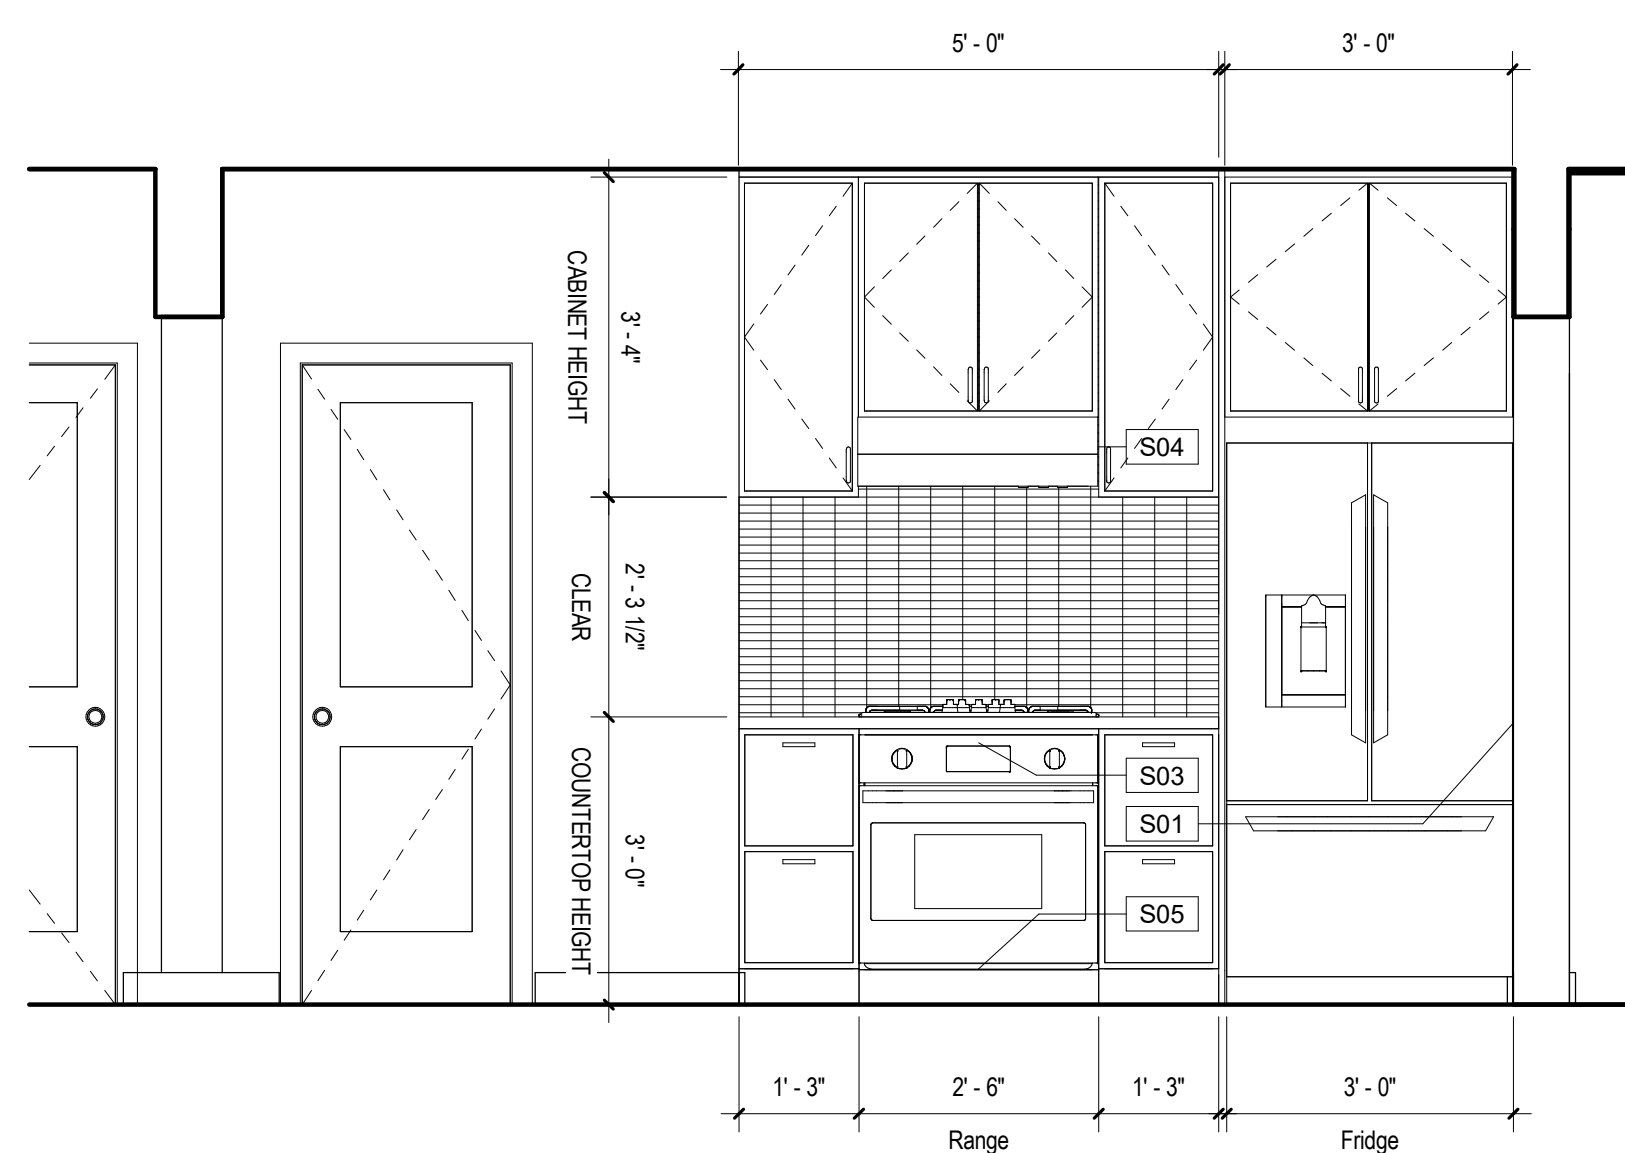 5' - 0"
3' - 0"
CABINET HEIGHT
3' - 4"
S04
CLEAR
2' - 3 1/2"
COUNTERTOP HEIGHT
3' - 0"
S03
S01
S05
1' - 3"
2' - 6"
1' - 3"
3' - 0"
Range
Fridge